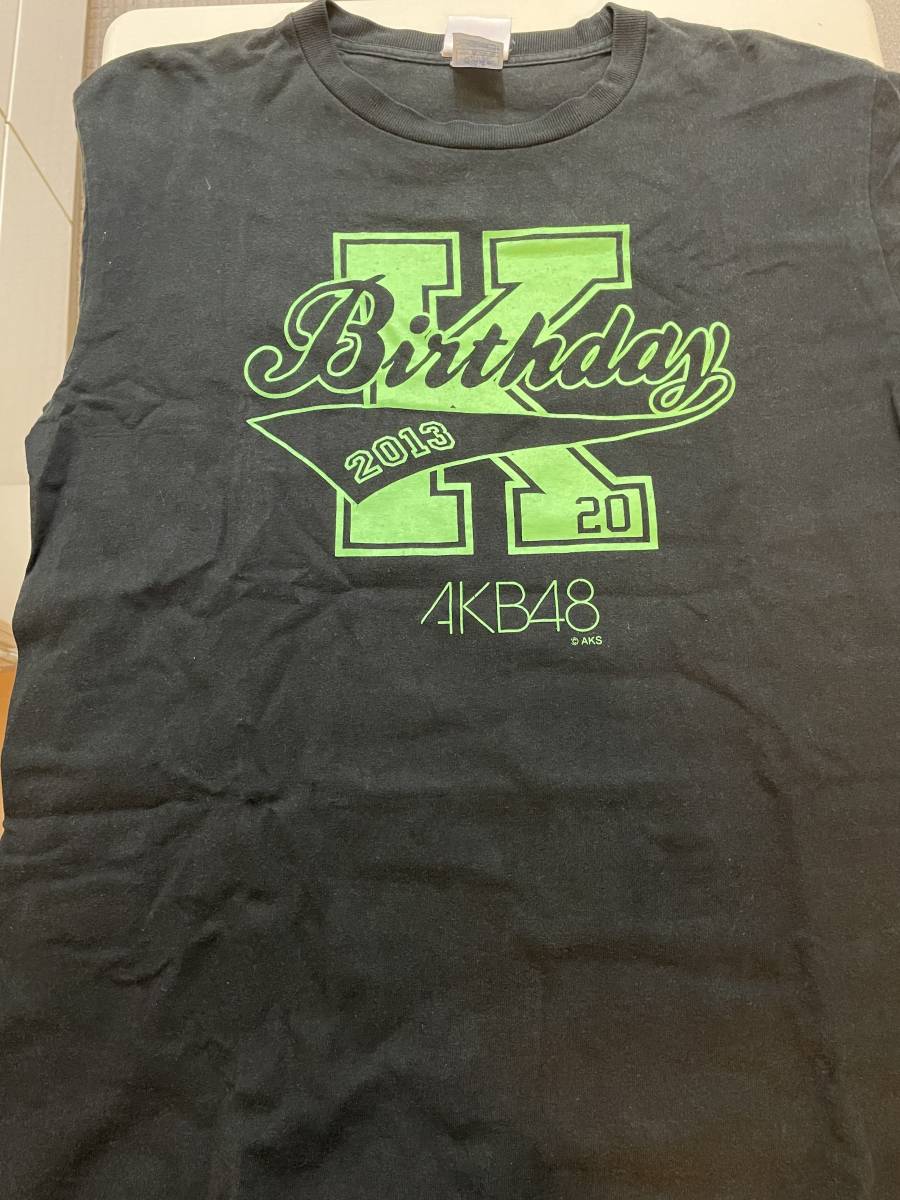 K
Birthday
2013
20
AKB48
© AKS